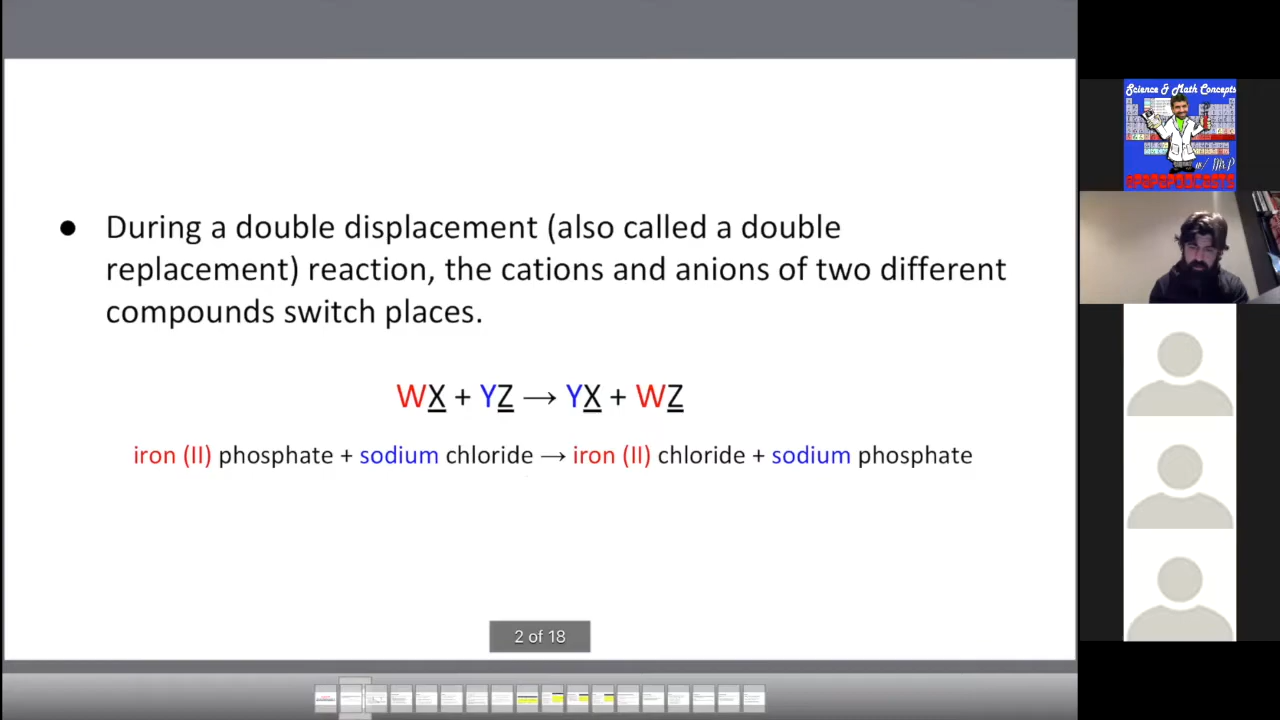 ● During a double displacement (also called a double
replacement) reaction, the cations and anions of two different
compounds switch places.
WX + YZ → YX + WZ
iron (II) phosphate + sodium chloride → iron (II) chloride + sodium phosphate
2 of 18
Science & Math Concepts
w/ Mr.P